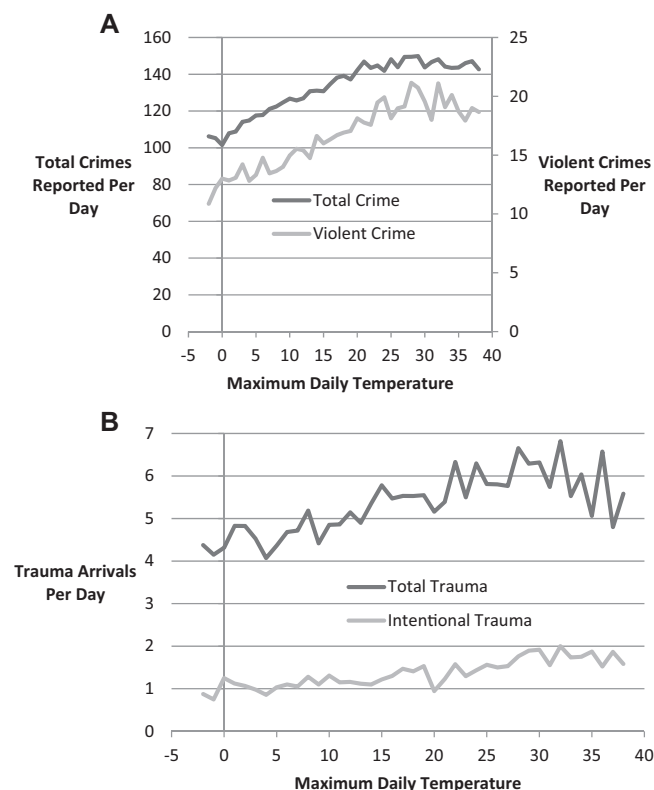 A
160
140
120
100
80
60
40
20
0
25
20
15
10
5
0
Total Crimes
Reported Per
Day
Violent Crimes
Reported Per
Day
Total Crime
Violent Crime
-5 0 5 10 15 20 25 30 35 40
Maximum Daily Temperature
B
7
6
5
4
3
2
1
0
Trauma Arrivals
Per Day
Total Trauma
Intentional Trauma
-5 0 5 10 15 20 25 30 35 40
Maximum Daily Temperature